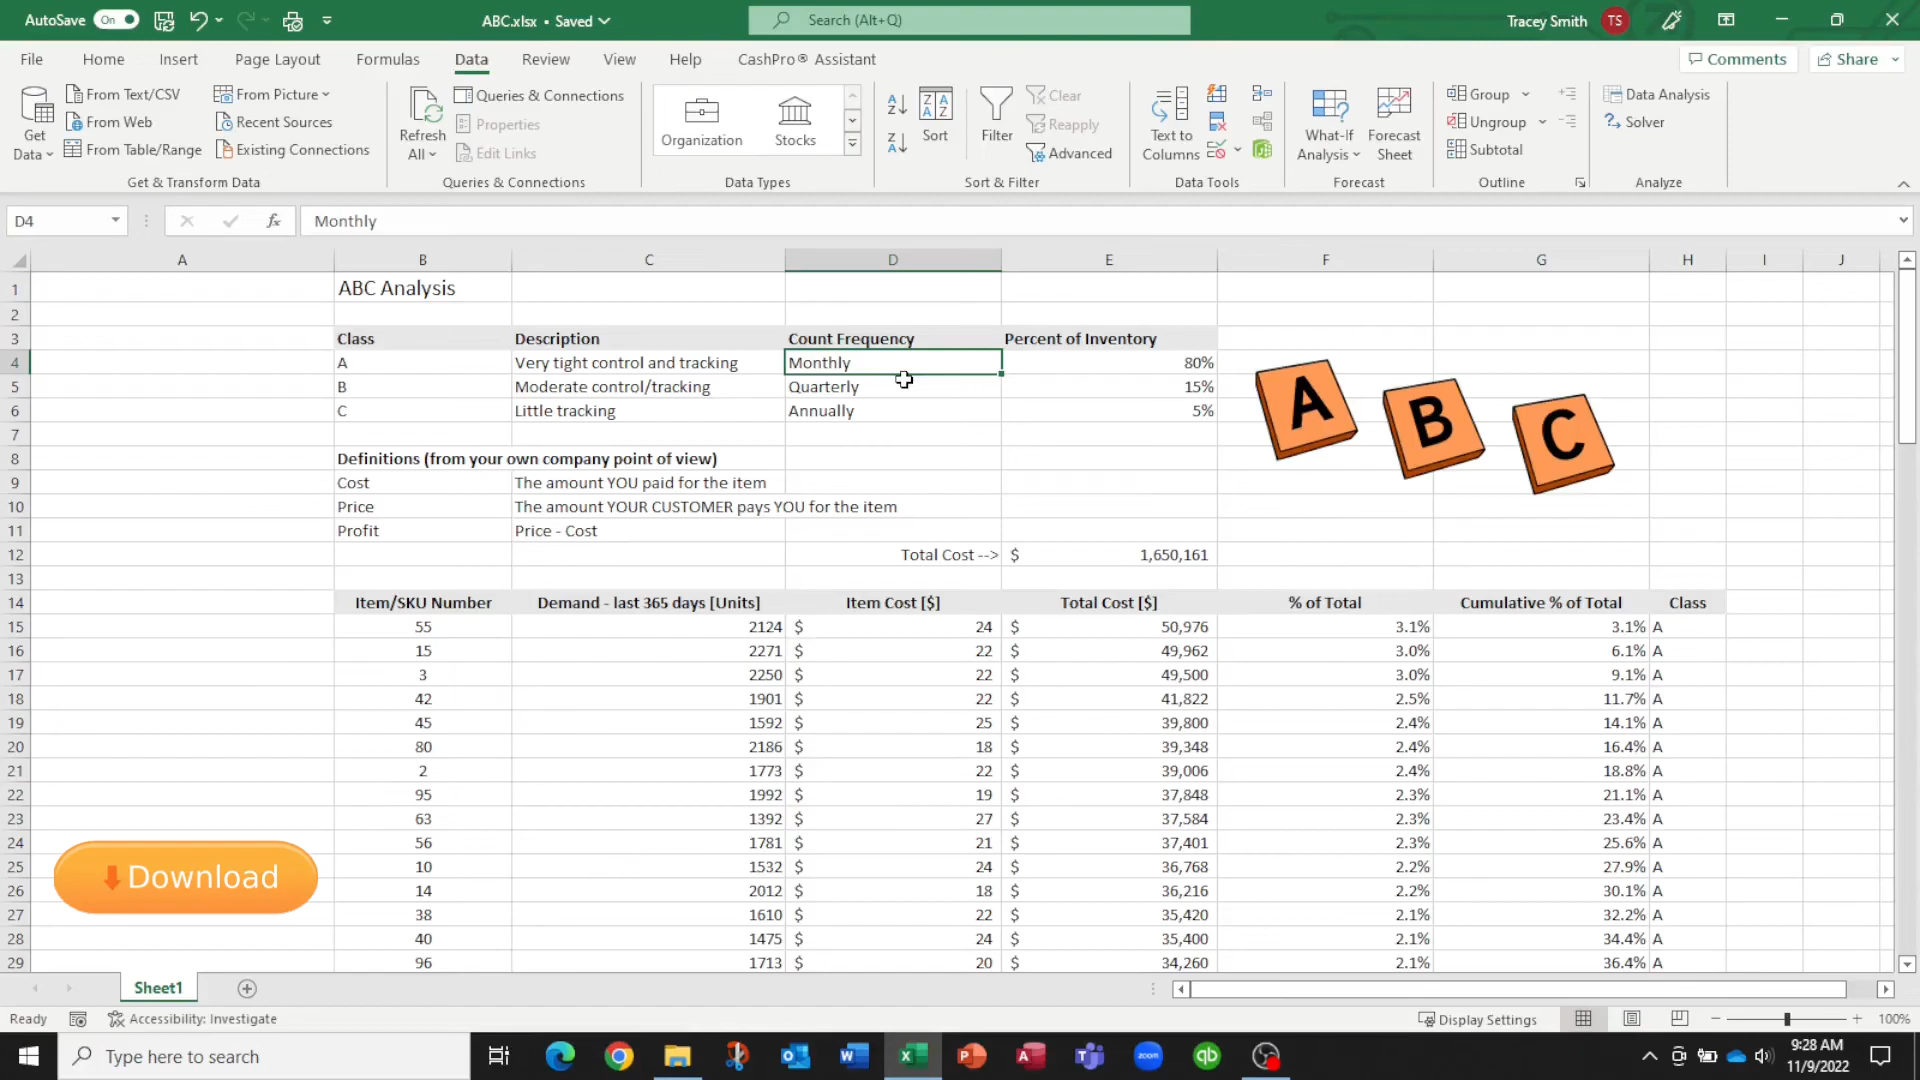 AutoSave On ABC.xlsx • Saved Search (Alt+Q) Tracey Smith TS
File Home Insert Page Layout Formulas Data Review View Help CashPro® Assistant Comments Share
Get Data
From Text/CSV
From Web
From Table/Range
From Picture
Recent Sources
Existing Connections
Get & Transform Data
Refresh All
Queries & Connections
Properties
Edit Links
Queries & Connections
Organization Stocks
Data Types
Sort
Filter
Clear
Reapply
Advanced
Sort & Filter
Text to Columns
Data Tools
What-If Analysis
Forecast Sheet
Forecast
Group
Ungroup
Subtotal
Outline
Data Analysis
Solver
Analyze
D4 fx Monthly
A B C D E F G H I J
1 ABC Analysis
2
3 Class Description Count Frequency Percent of Inventory
4 A Very tight control and tracking Monthly 80%
5 B Moderate control/tracking Quarterly 15%
6 C Little tracking Annually 5%
A B C
7
8 Definitions (from your own company point of view)
9 Cost The amount YOU paid for the item
10 Price The amount YOUR CUSTOMER pays YOU for the item
11 Profit Price - Cost
12 Total Cost --> $ 1,650,161
13
14 Item/SKU Number Demand - last 365 days [Units] Item Cost [$] Total Cost [$] % of Total Cumulative % of Total Class
15 55 2124 $ 24 $ 50,976 3.1% 3.1% A
16 15 2271 $ 22 $ 49,962 3.0% 6.1% A
17 3 2250 $ 22 $ 49,500 3.0% 9.1% A
18 42 1901 $ 22 $ 41,822 2.5% 11.7% A
19 45 1592 $ 25 $ 39,800 2.4% 14.1% A
20 80 2186 $ 18 $ 39,348 2.4% 16.4% A
21 2 1773 $ 22 $ 39,006 2.4% 18.8% A
22 95 1992 $ 19 $ 37,848 2.3% 21.1% A
23 63 1392 $ 27 $ 37,584 2.3% 23.4% A
24 56 1781 $ 21 $ 37,401 2.3% 25.6% A
25 10 1532 $ 24 $ 36,768 2.2% 27.9% A
26 14 2012 $ 18 $ 36,216 2.2% 30.1% A
27 38 1610 $ 22 $ 35,420 2.1% 32.2% A
28 40 1475 $ 24 $ 35,400 2.1% 34.4% A
29 96 1713 $ 20 $ 34,260 2.1% 36.4% A
Download
Sheet1
Ready Accessibility: Investigate Display Settings 100%
Type here to search zoom qb 9:28 AM
11/9/2022